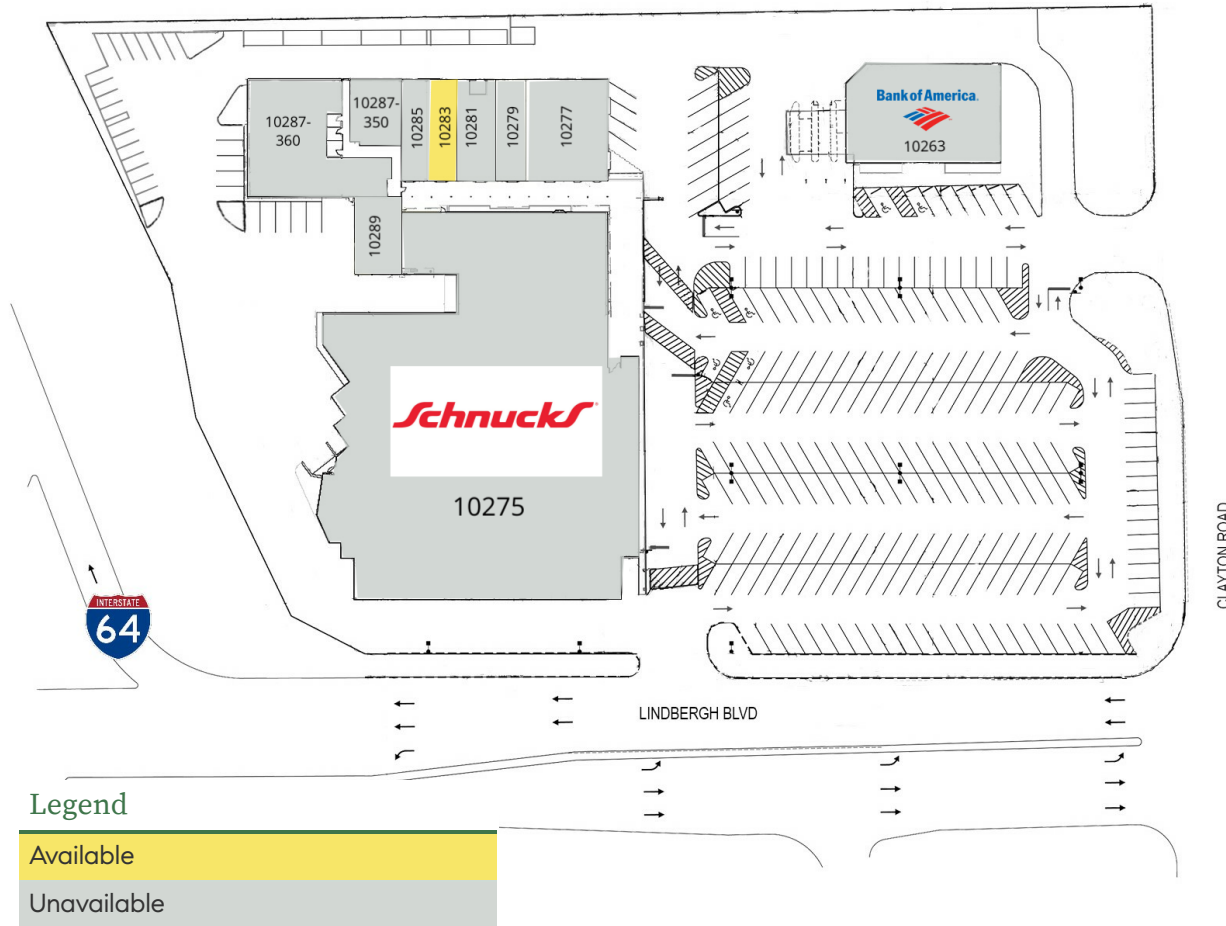 Bank of America.
10263
10287-
360
10287-
350
10285
10283
10281
10279
10277
10289
Schnucks
10275
CLAYTON ROAD
INTERSTATE
64
LINDBERGH BLVD
Legend
Available
Unavailable